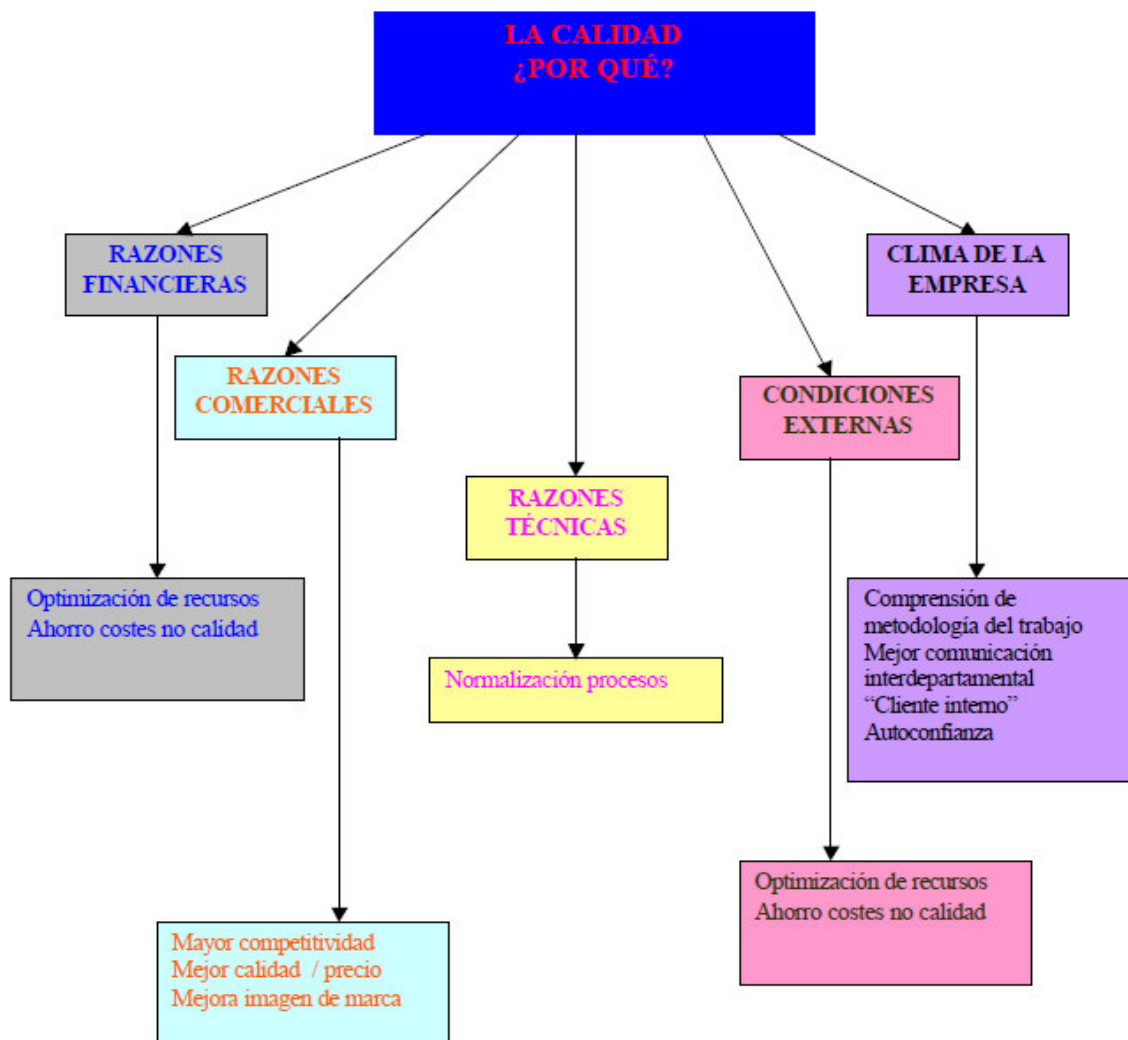 LA CALIDAD
¿POR QUÉ?
RAZONES
FINANCIERAS
CLIMA DE LA
EMPRESA
RAZONES
COMERCIALES
CONDICIONES
EXTERNAS
RAZONES
TÉCNICAS
Optimización de recursos
Ahorro costes no calidad
Normalización procesos
Comprensión de
metodología del trabajo
Mejor comunicación
interdepartamental
“Cliente interno”
Autoconfianza
Mayor competitividad
Mejor calidad / precio
Mejora imagen de marca
Optimización de recursos
Ahorro costes no calidad